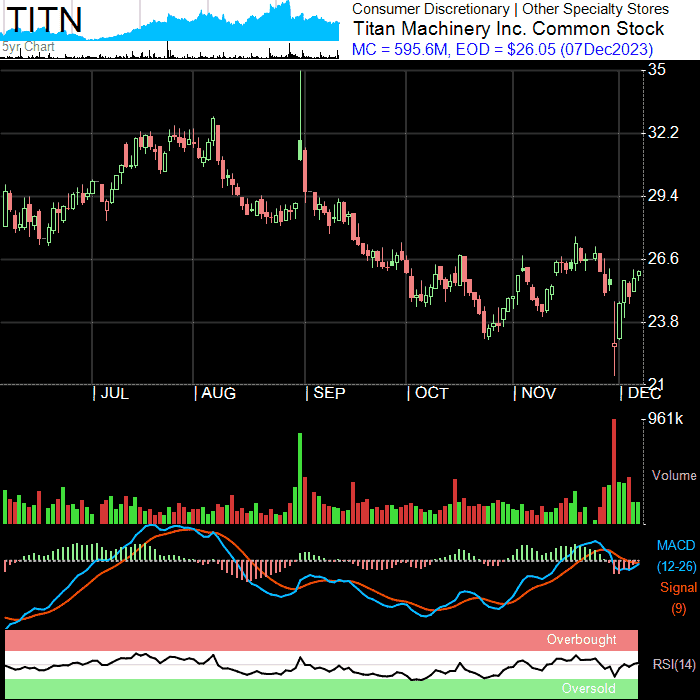 TITN
5yr Chart
Consumer Discretionary | Other Specialty Stores
Titan Machinery Inc. Common Stock
MC = 595.6M, EOD = $26.05 (07Dec2023)
35
32.2
29.4
26.6
23.8
21
JUL
AUG
SEP
OCT
NOV
DEC
961k
Volume
MACD
(12-26)
Signal
(9)
Overbought
RSI(14)
Oversold